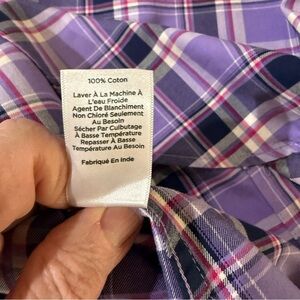 100% Coton
Laver À La Machine À
L'eau Froide
Agent De Blanchiment
Non Chloré Seulement
Au Besoin
Sécher Par Culbutage
À Basse Température
Repasser À Basse
Température Au Besoin
Fabriqué En Inde